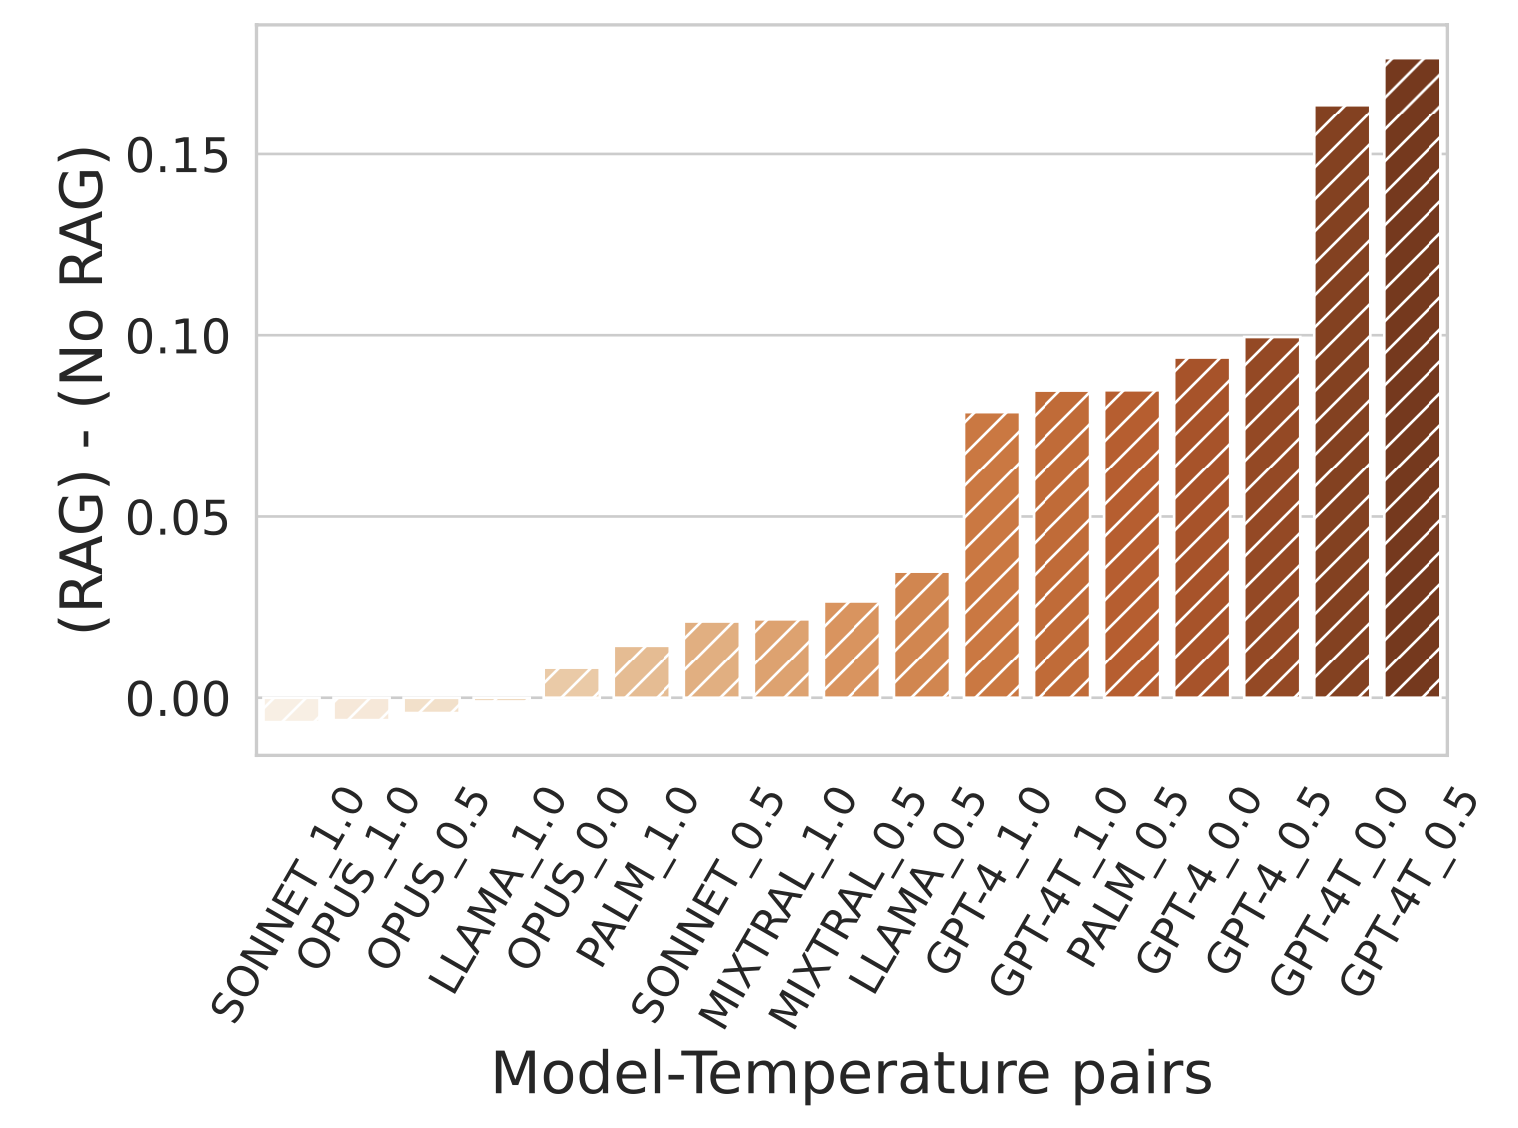 (RAG) - (No RAG)
0.15
0.10
0.05
0.00
SONNET_1.0
OPUS_1.0
OPUS_0.5
LLAMA_1.0
OPUS_0.0
PALM_1.0
SONNET_0.5
MIXTRAL_1.0
MIXTRAL_0.5
LLAMA_0.5
GPT-4_1.0
GPT-4T_1.0
PALM_0.5
GPT-4_0.0
GPT-4_0.5
GPT-4T_0.0
GPT-4T_0.5
Model-Temperature pairs